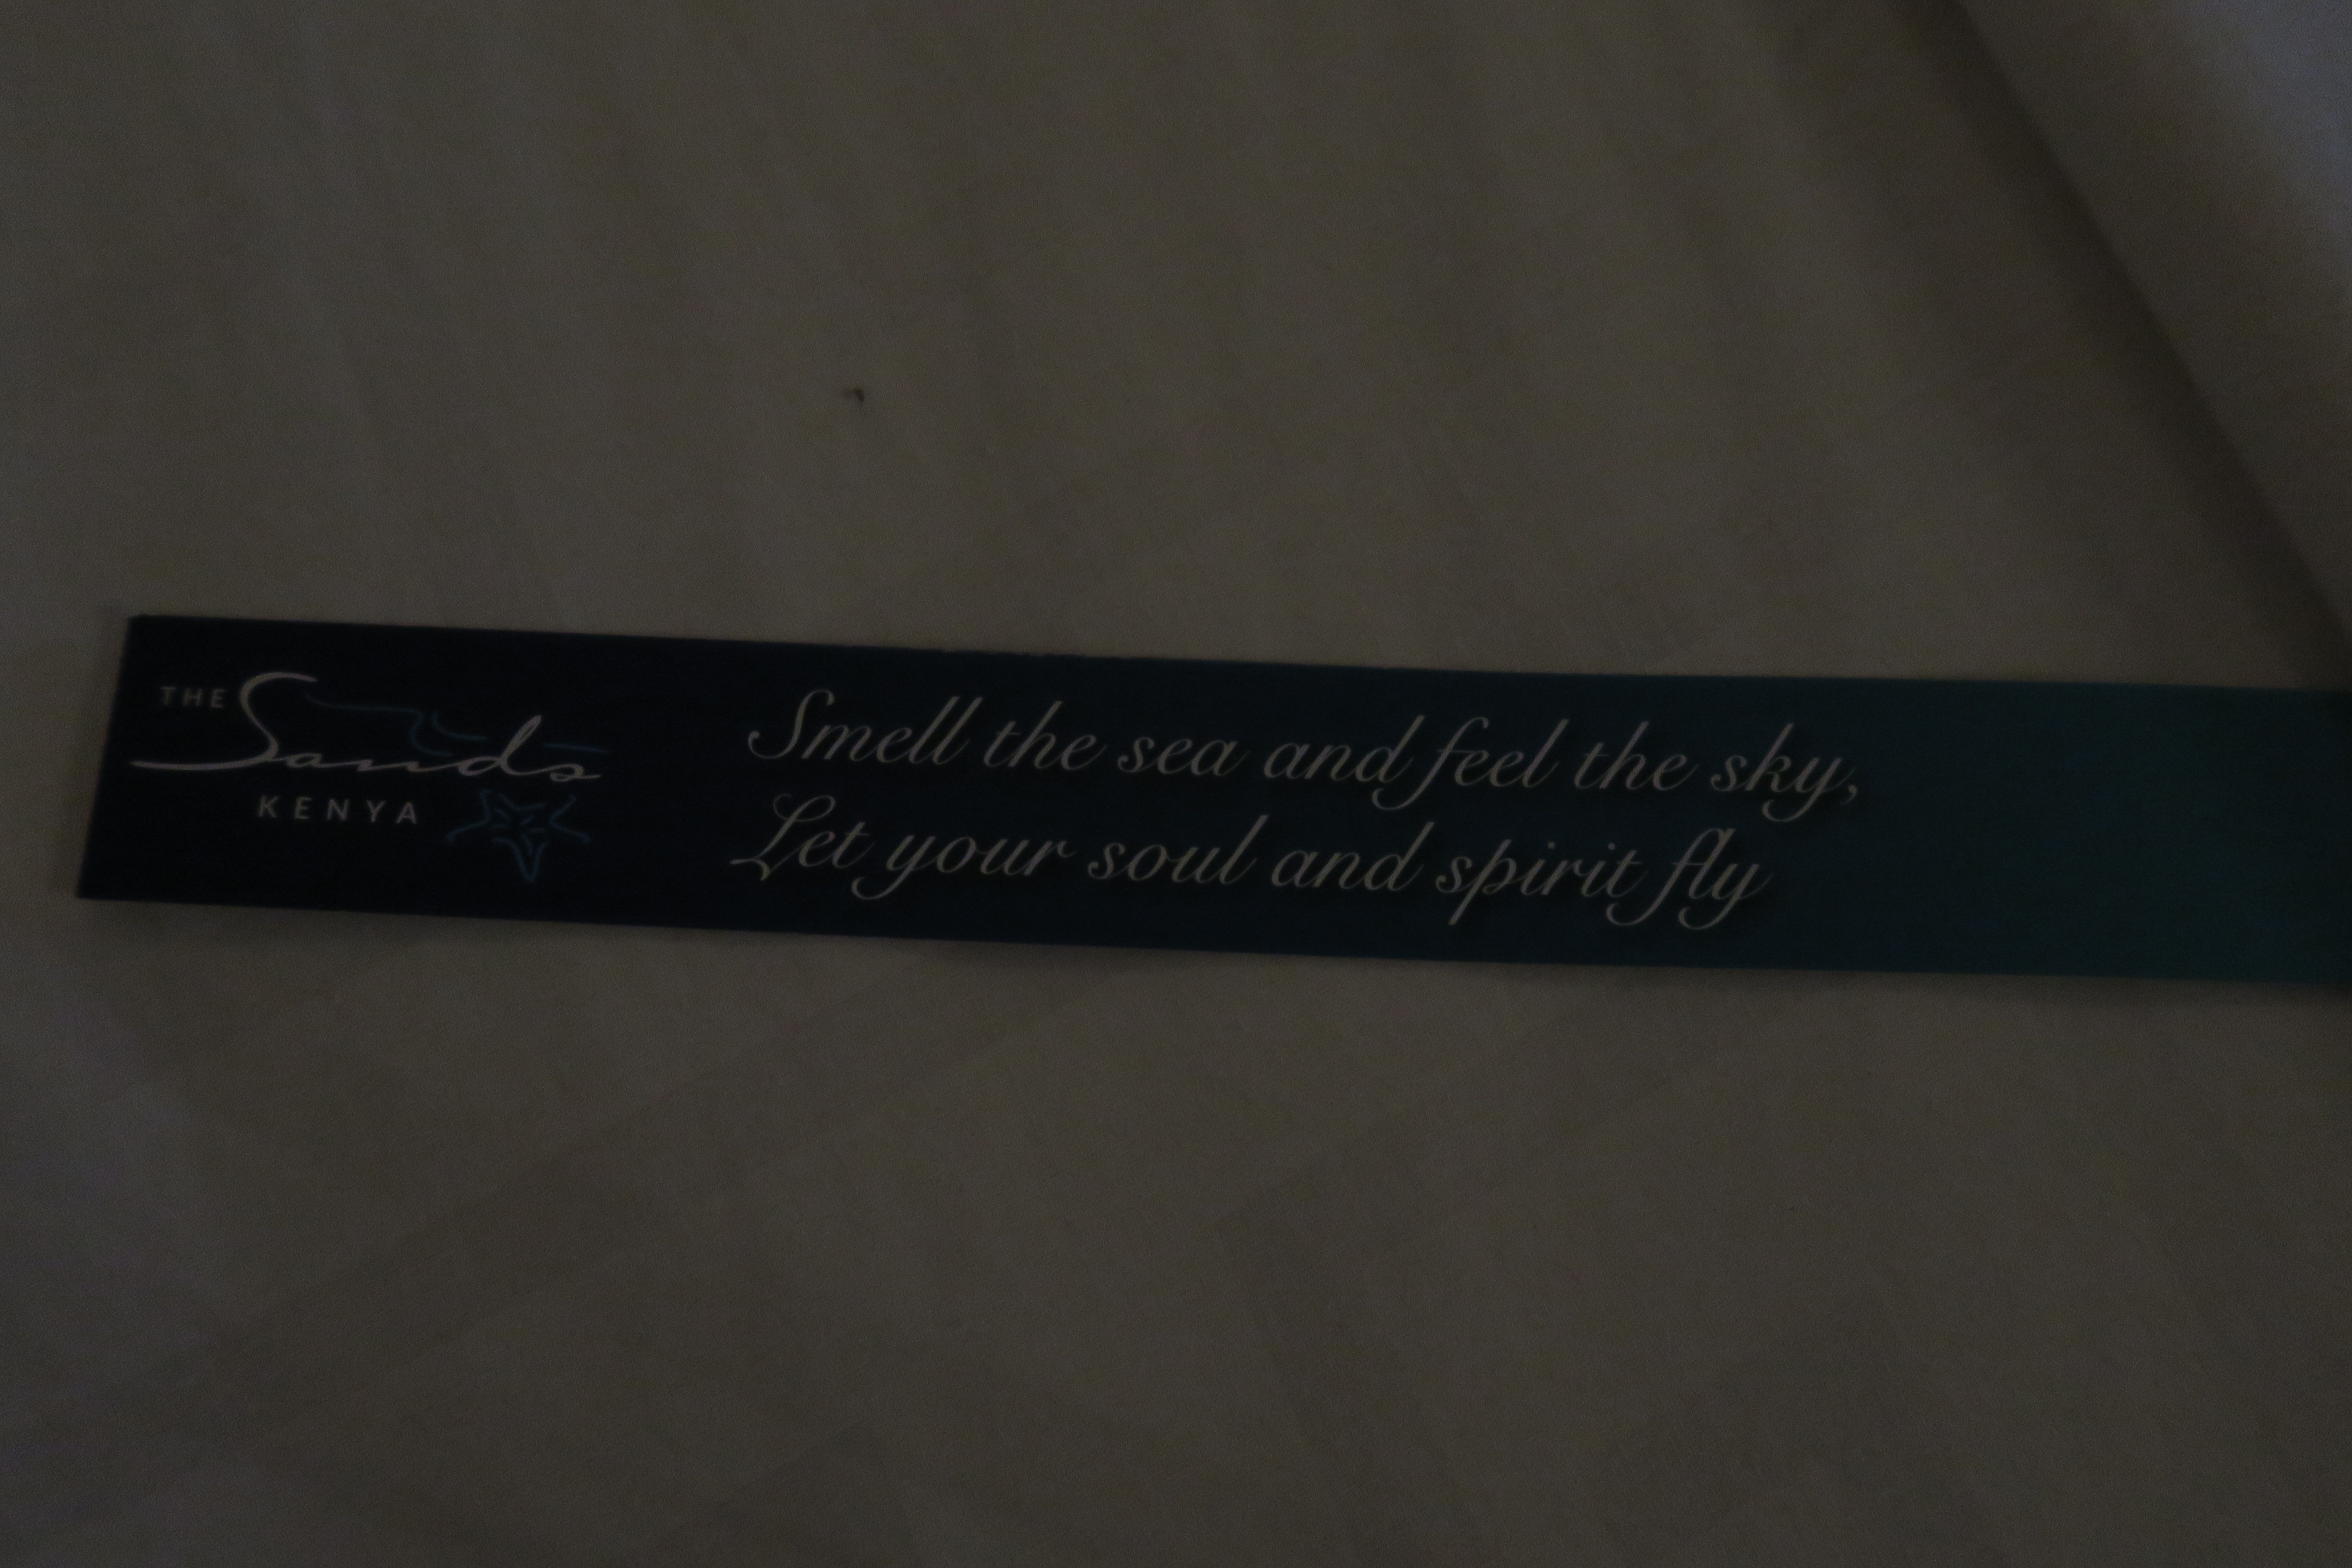 THE Sands
KENYA
Smell the sea and feel the sky,
Let your soul and spirit fly